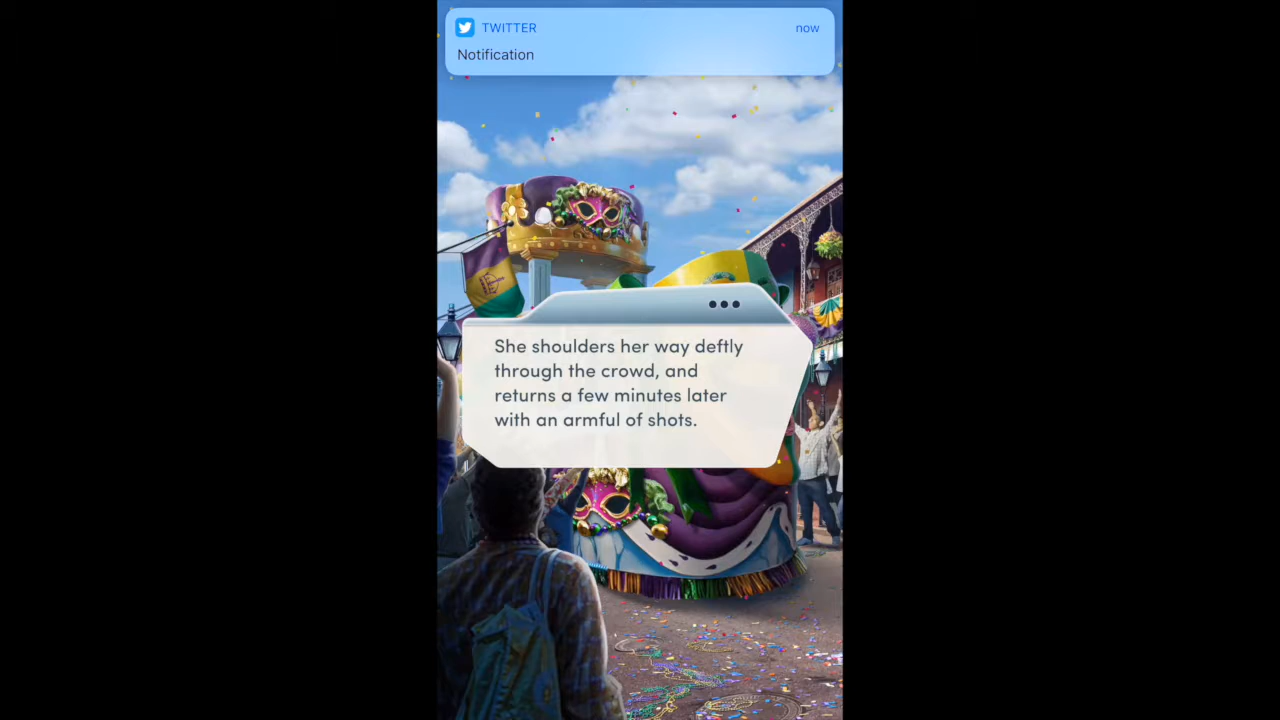 TWITTER
now
Notification
She shoulders her way deftly
through the crowd, and
returns a few minutes later
with an armful of shots.